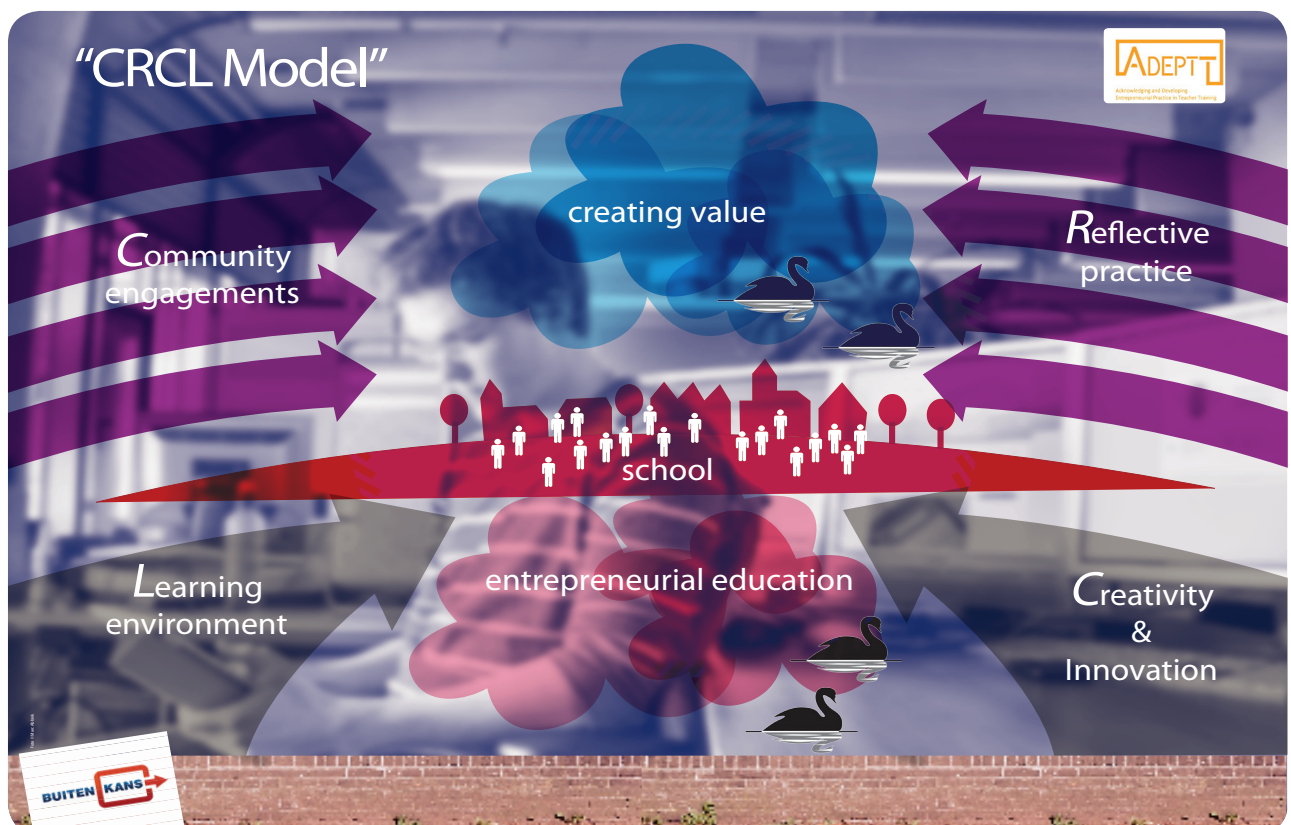 “CRCL Model”
ADEPTT
Acknowledging and Developing
Entrepreneurial Practice in Teacher Training
creating value
Community
engagements
Reflective
practice
school
entrepreneurial education
Learning
environment
Creativity
&
Innovation
BUITEN KANS